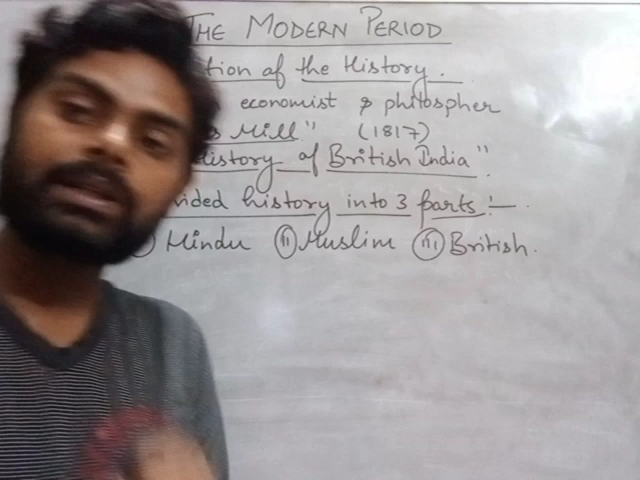 THE MODERN PERIOD
tion of the History.
economist & philospher
s Mill" (1817)
History of British India".
vided history into 3 parts:-
Hindu (ii) Muslim (iii) British.